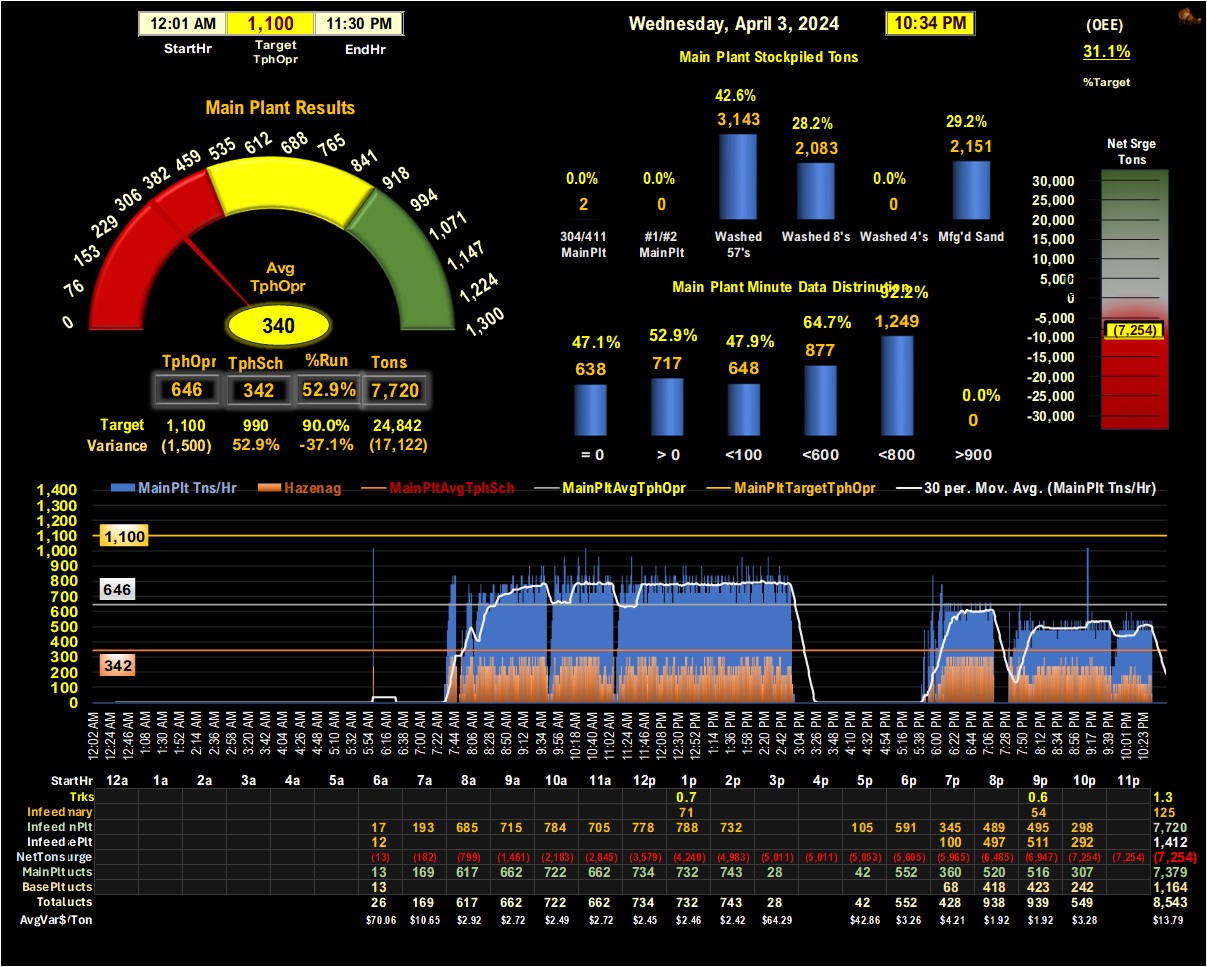 12:01 AM 1,100 11:30 PM
StartHr Target TphOpr EndHr
Wednesday, April 3, 2024 10:34 PM
(OEE)
31.1%
%Target
Main Plant Stockpiled Tons
42.6%
3,143
28.2%
2,083
29.2%
2,151
0.0% 0.0% 0.0%
2 0 0
304/411 MainPlt #1/#2 MainPlt Washed 57's Washed 8's Washed 4's Mfg'd Sand
Main Plant Results
0 76 153 229 306 382 459 535 612 688 765 841 918 994 1,071 1,147 1,224 1,300
Avg
TphOpr
340
TphOpr TphSch %Run Tons
646 342 52.9% 7,720
Target 1,100 990 90.0% 24,842
Variance (1,500) 52.9% -37.1% (17,122)
Main Plant Minute Data Distribution
47.1% 52.9% 47.9% 64.7% 92.2% 0.0%
638 717 648 877 1,249 0
= 0 > 0 <100 <600 <800 >900
Net Srge
Tons
30,000
25,000
20,000
15,000
10,000
5,000
0
-5,000
(7,254)
-10,000
-15,000
-20,000
-25,000
-30,000
MainPlt Tns/Hr Hazenag MainPltAvgTphSch MainPltAvgTphOpr MainPltTargetTphOpr 30 per. Mov. Avg. (MainPlt Tns/Hr)
1,400
1,300
1,200
1,100
1,000
900
800
700
600
500
400
300
200
100
0
1,100
646
342
12:02 AM 12:24 AM 12:46 AM 1:08 AM 1:30 AM 1:52 AM 2:14 AM 2:36 AM 2:58 AM 3:20 AM 3:42 AM 4:04 AM 4:26 AM 4:48 AM 5:10 AM 5:32 AM 5:54 AM 6:16 AM 6:38 AM 7:00 AM 7:22 AM 7:44 AM 8:06 AM 8:28 AM 8:50 AM 9:12 AM 9:34 AM 9:56 AM 10:18 AM 10:40 AM 11:02 AM 11:24 AM 11:46 AM 12:08 PM 12:30 PM 12:52 PM 1:14 PM 1:36 PM 1:58 PM 2:20 PM 2:42 PM 3:04 PM 3:26 PM 3:48 PM 4:10 PM 4:32 PM 4:54 PM 5:16 PM 5:38 PM 6:00 PM 6:22 PM 6:44 PM 7:06 PM 7:28 PM 7:50 PM 8:12 PM 8:34 PM 8:56 PM 9:17 PM 9:39 PM 10:01 PM 10:23 PM
StartHr 12a 1a 2a 3a 4a 5a 6a 7a 8a 9a 10a 11a 12p 1p 2p 3p 4p 5p 6p 7p 8p 9p 10p 11p
Trks 0.7 0.6 1.3
Infeed mary 71 54 125
Infeed nPlt 17 193 685 715 784 705 778 788 732 105 591 345 489 495 298 7,720
Infeed ePlt 12 100 497 511 292 1,412
NetTons urge (13) (182) (799) (1,461) (2,183) (2,845) (3,579) (4,240) (4,983) (5,011) (5,011) (5,053) (5,605) (5,965) (6,485) (6,947) (7,254) (7,254) (7,254)
MainPlt ucts 13 169 617 662 722 662 734 732 743 28 42 552 360 520 516 307 7,379
BasePlt ucts 13 68 418 423 242 1,164
Total ucts 26 169 617 662 722 662 734 732 743 28 42 552 428 938 939 549 8,543
AvgVar$/Ton $70.06 $10.65 $2.92 $2.72 $2.49 $2.72 $2.45 $2.46 $2.42 $64.29 $42.86 $3.26 $4.21 $1.92 $1.92 $3.28 $13.79